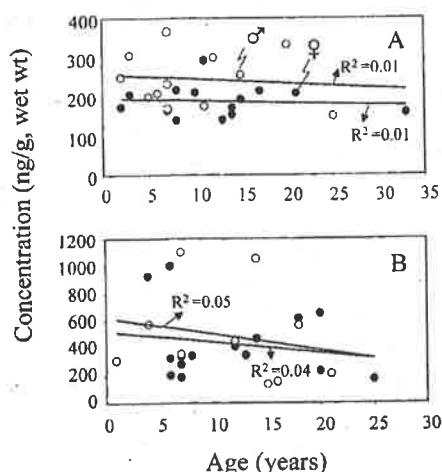 A
♂
♀
R²=0.01
R²=0.01
400
300
200
100
0
0 5 10 15 20 25 30 35
Concentration (ng/g, wet wt)
B
1200
1000
800
600
400
200
0
R²=0.05
R²=0.04
0 5 10 15 20 25 30
Age (years)